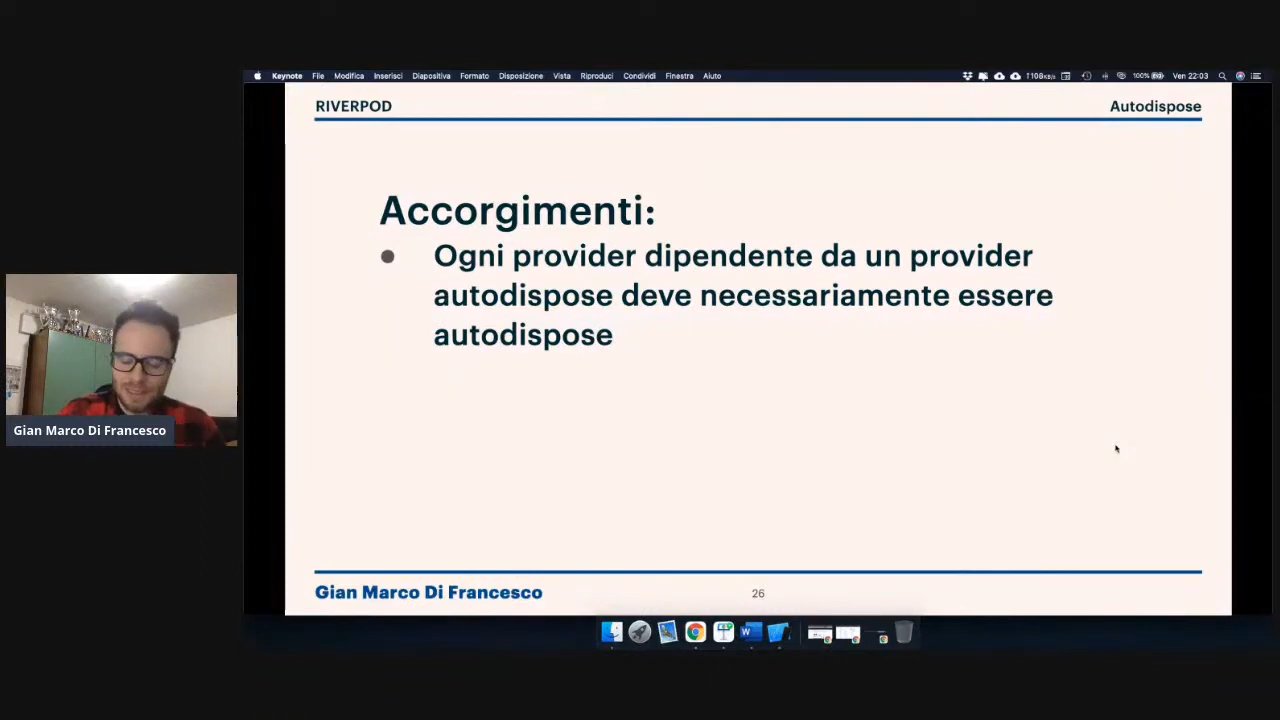 Keynote File Modifica Inserisci Diapositiva Formato Disposizione Vista Riproduci Condividi Finestra Aiuto 1108KB/s 100% Ven 22:03
RIVERPOD Autodispose
Accorgimenti:
● Ogni provider dipendente da un provider
autodispose deve necessariamente essere
autodispose
Gian Marco Di Francesco
Gian Marco Di Francesco 26
W